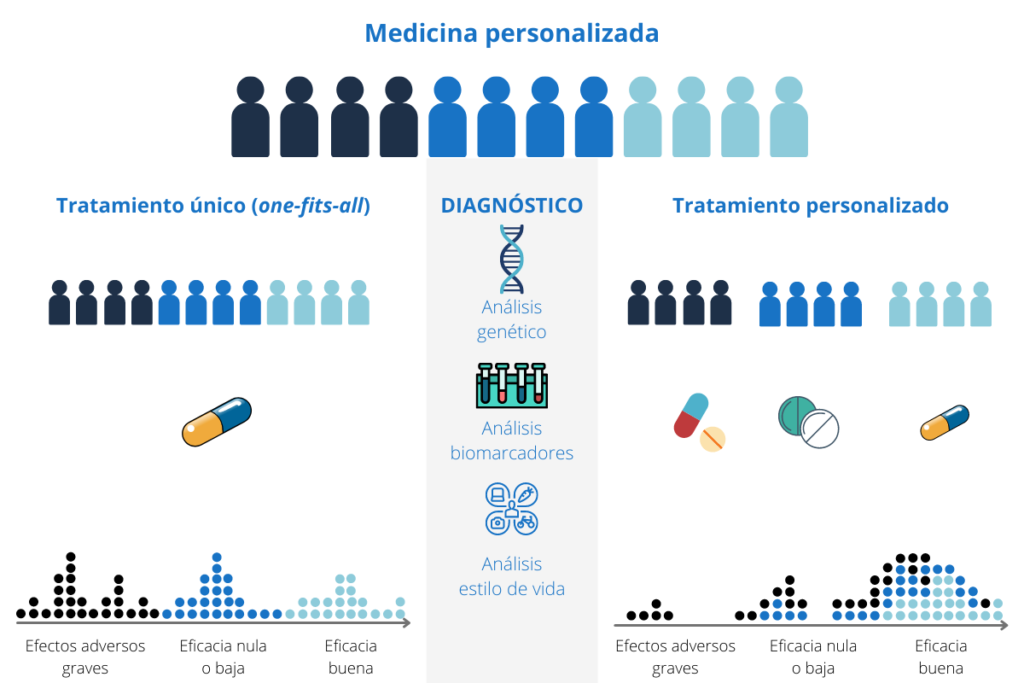 Medicina personalizada
Tratamiento único (one-fits-all)
DIAGNÓSTICO
Tratamiento personalizado
Análisis
genético
Análisis
biomarcadores
Análisis
estilo de vida
Efectos adversos
graves
Eficacia nula
o baja
Eficacia
buena
Efectos adversos
graves
Eficacia nula
o baja
Eficacia
buena